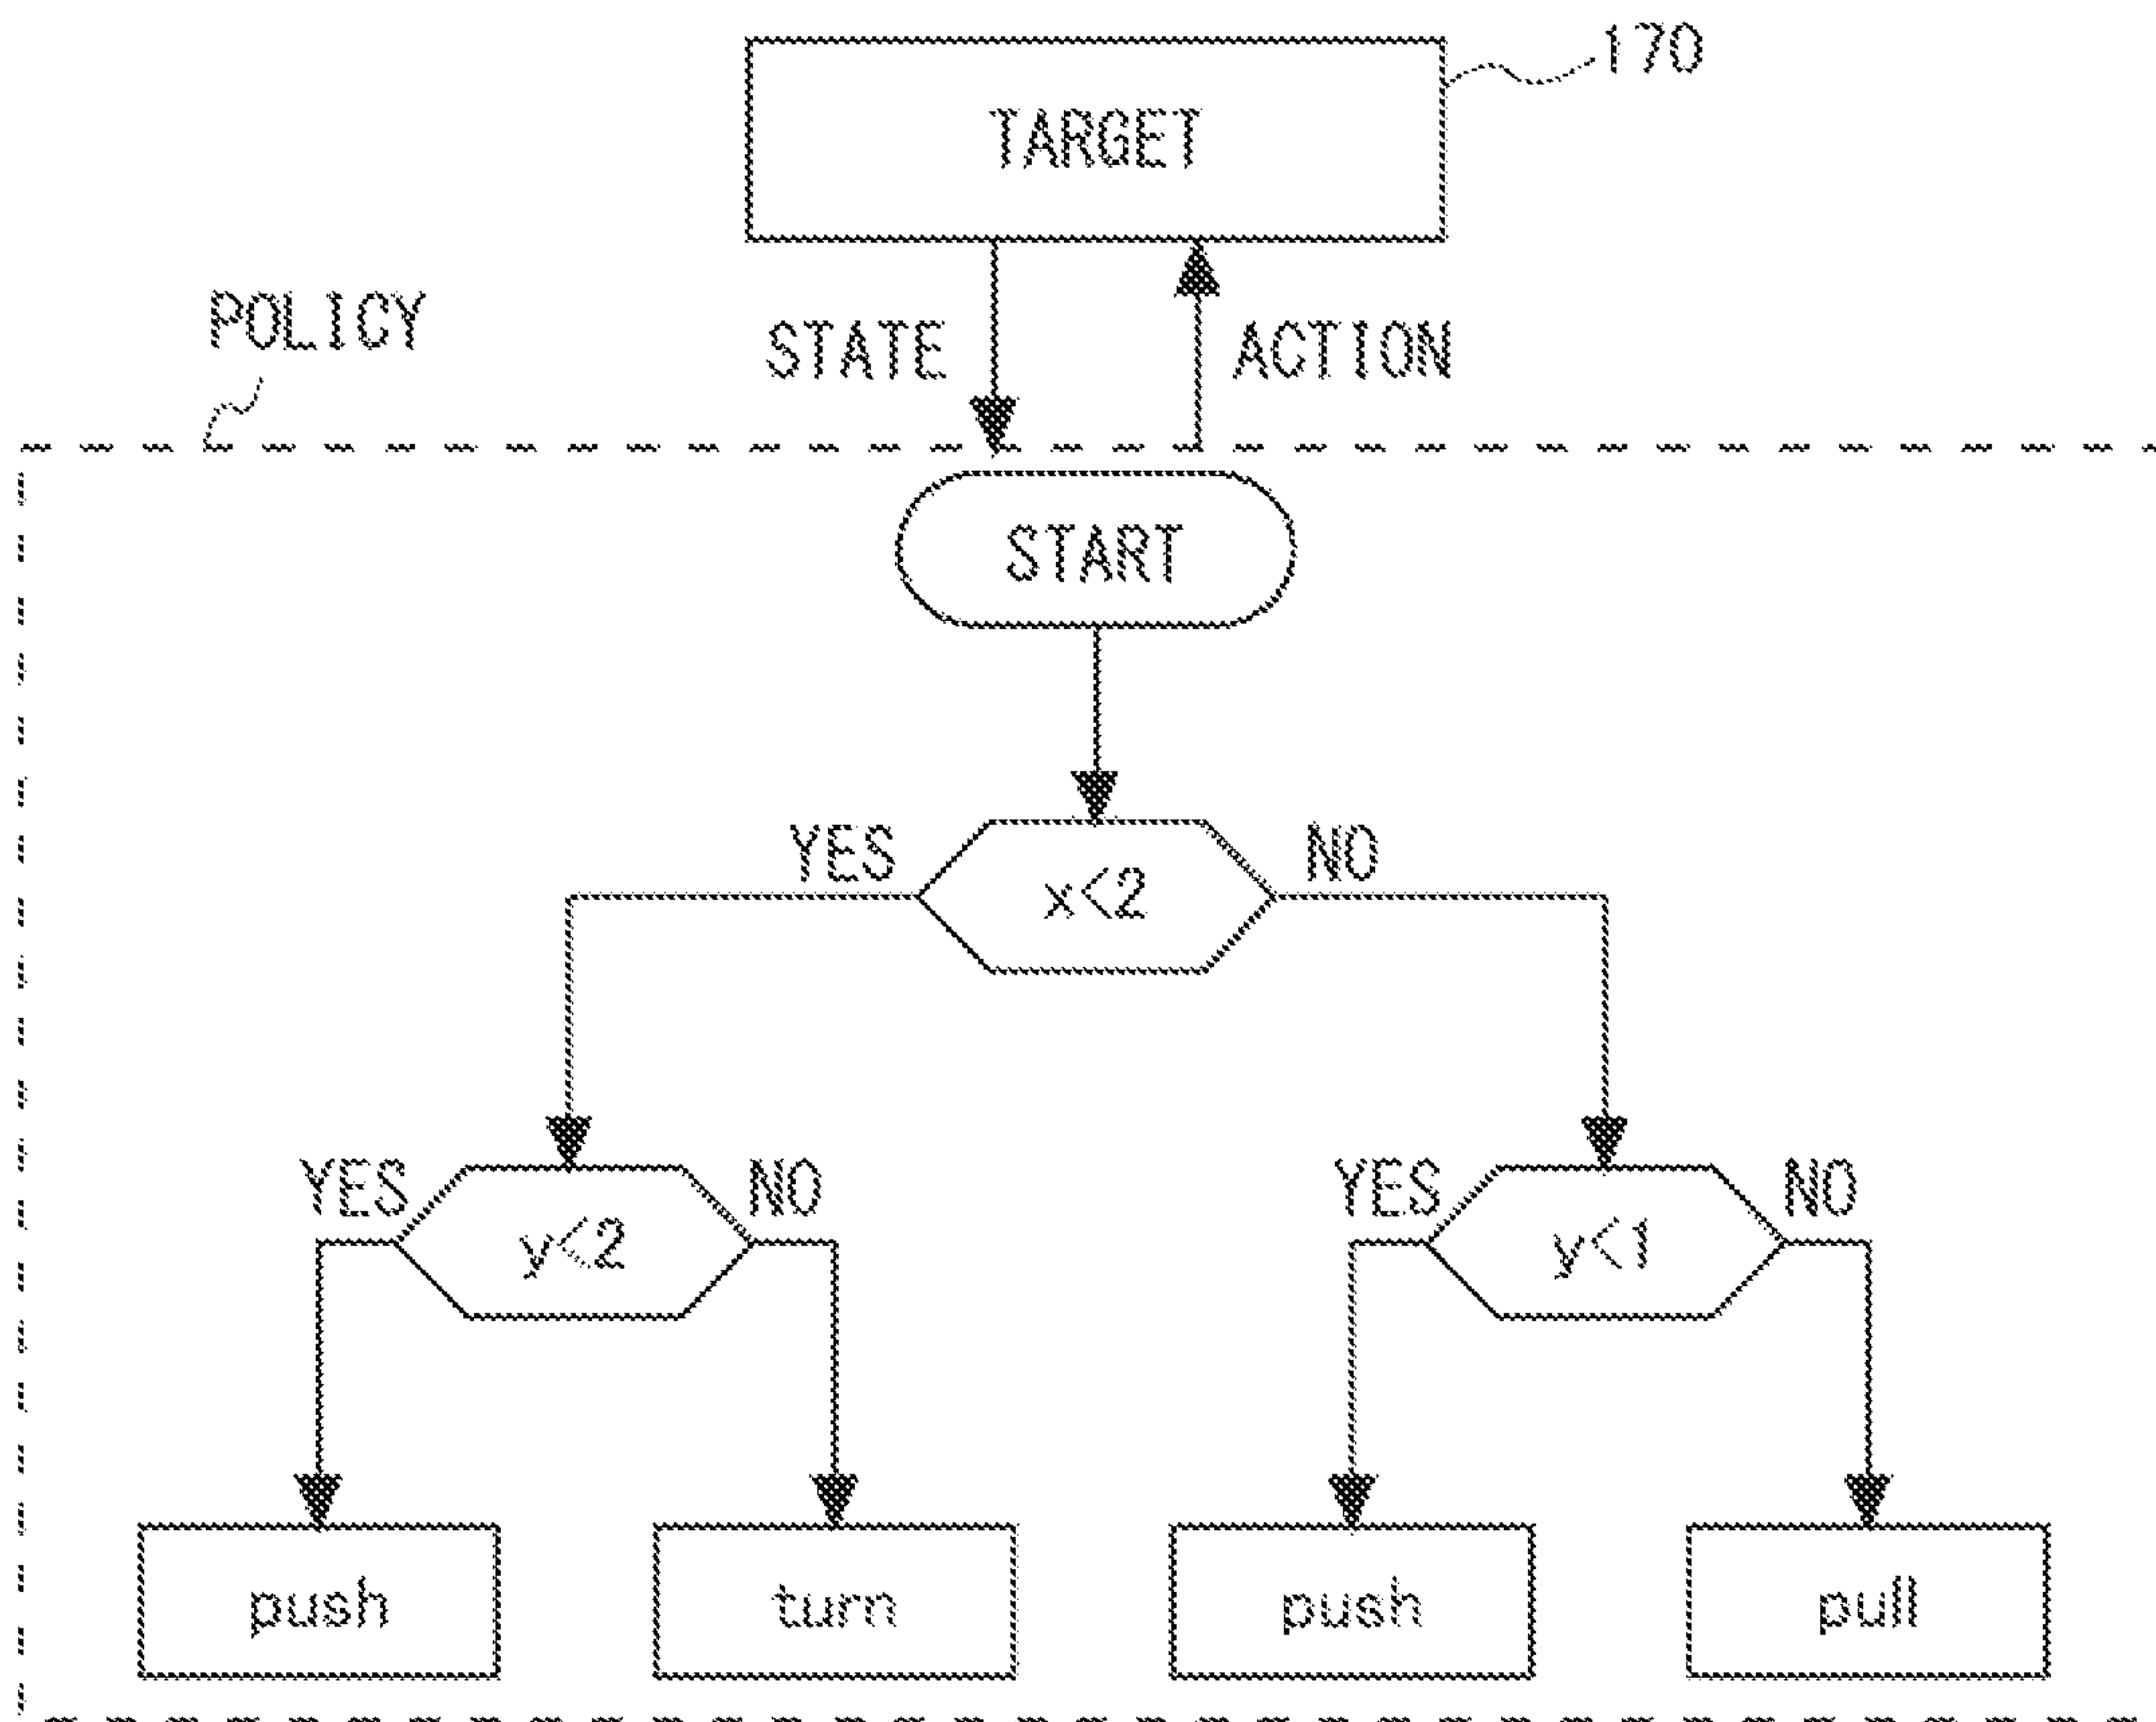 170
TARGET
POLICY
STATE
ACTION
START
YES
NO
x<2
YES
NO
YES
NO
y<2
y<1
push
turn
push
pull